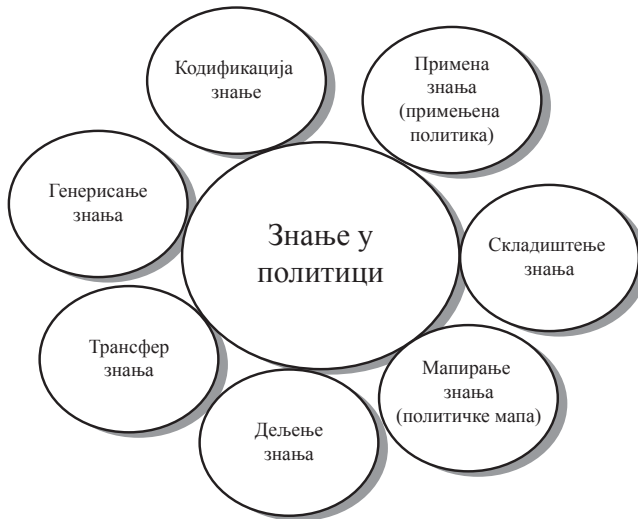 Кодификација
знање
Примена
знања
(примењена
политика)
Генерисање
знања
Знање у
политици
Складиштење
знања
Трансфер
знања
Мапирање
знања
(политичке мапа)
Дељење
знања